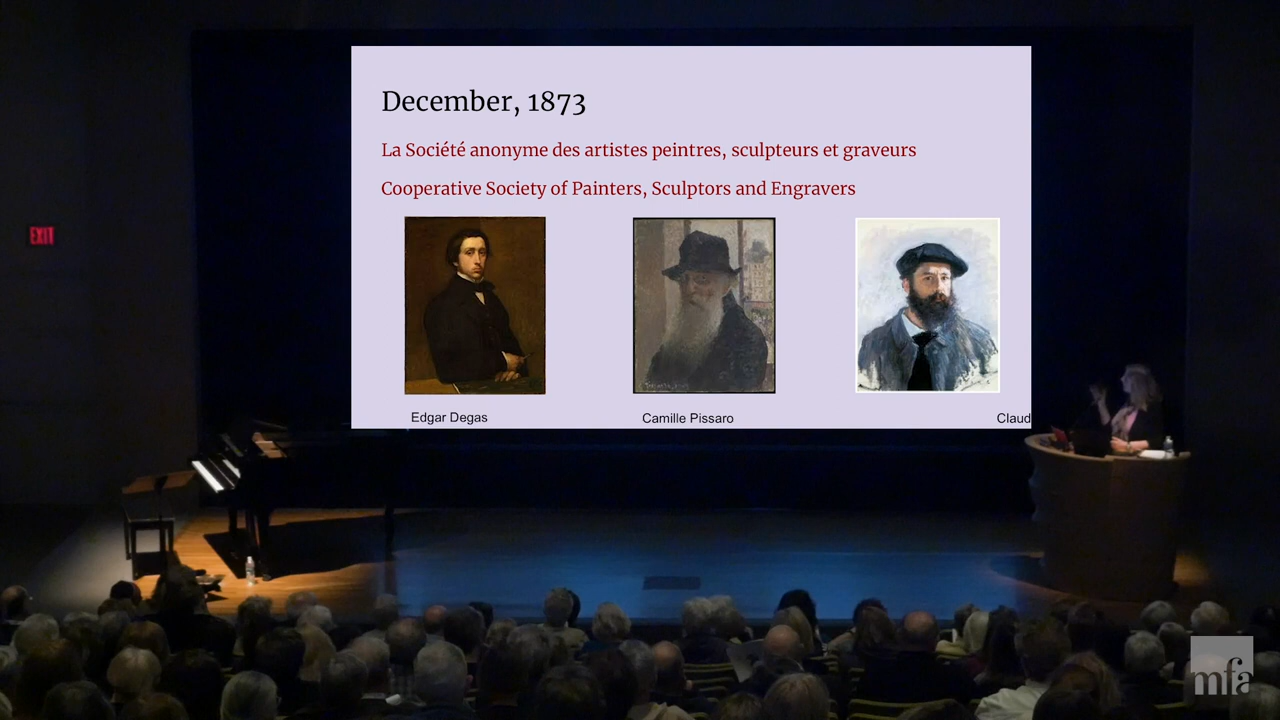 December, 1873
La Société anonyme des artistes peintres, sculpteurs et graveurs
Cooperative Society of Painters, Sculptors and Engravers
Edgar Degas
Camille Pissaro
Claud
EXIT
mfa